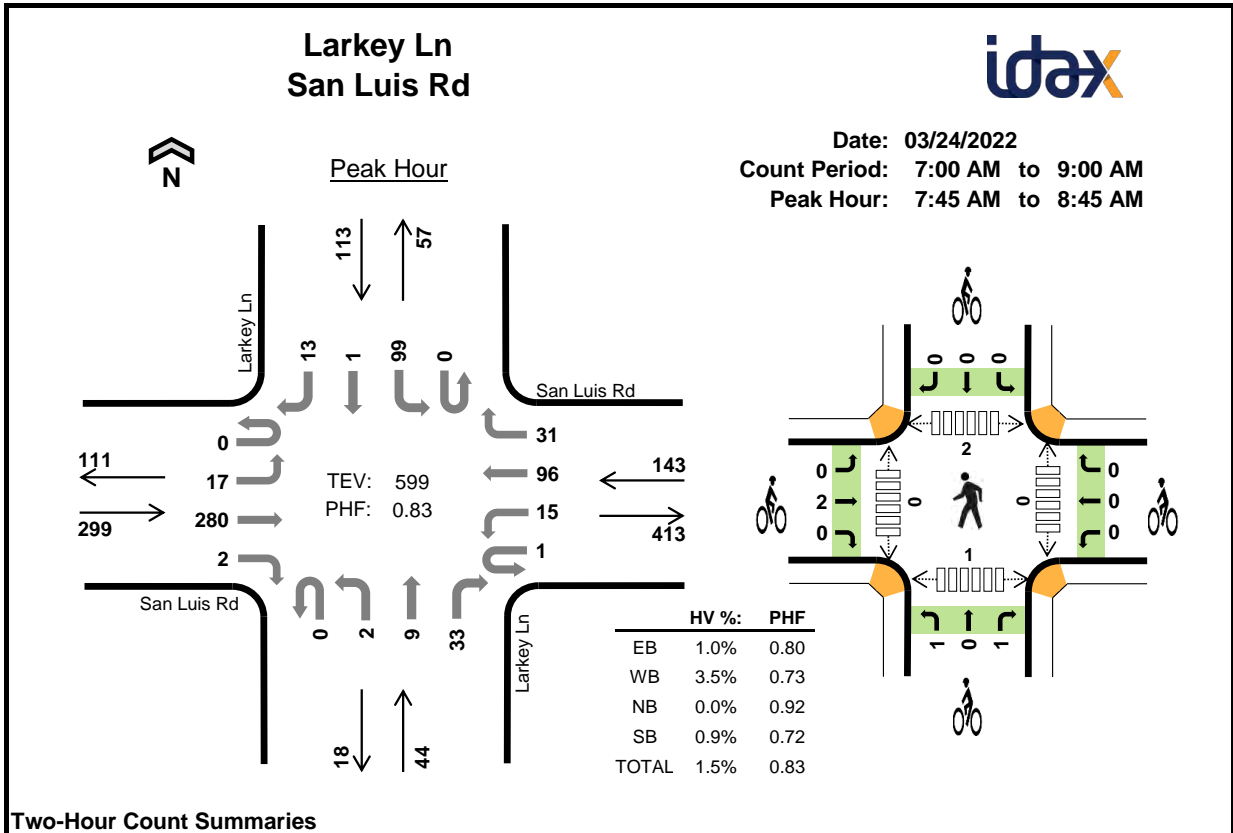 Larkey Ln
San Luis Rd
idax
N
Peak Hour
Date: 03/24/2022
Count Period: 7:00 AM to 9:00 AM
Peak Hour: 7:45 AM to 8:45 AM
113
57
Larkey Ln
13
1
99
0
San Luis Rd
0
17
280
2
111
299
TEV: 599
PHF: 0.83
31
96
15
1
143
413
San Luis Rd
0
2
9
33
Larkey Ln
18
44
0
0
0
2
0
2
0
0
0
0
0
0
1
1
0
1
HV %: PHF
EB 1.0% 0.80
WB 3.5% 0.73
NB 0.0% 0.92
SB 0.9% 0.72
TOTAL 1.5% 0.83
Two-Hour Count Summaries